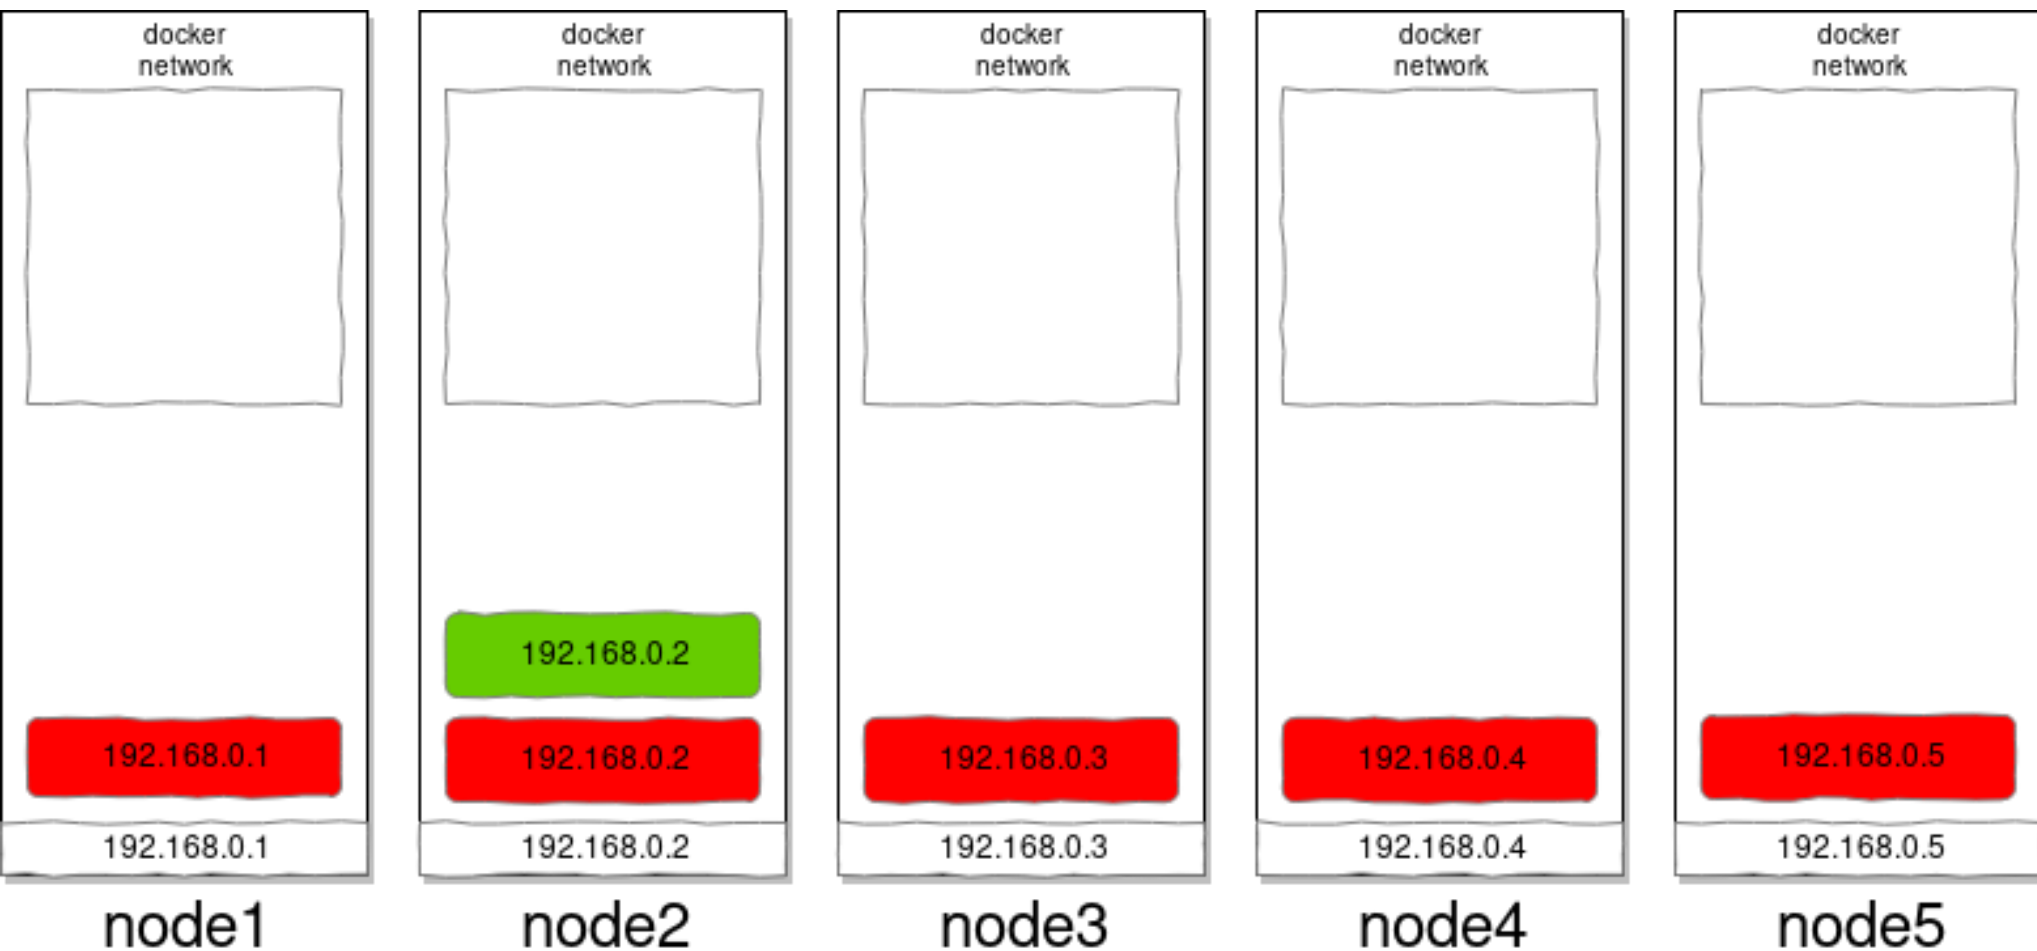 docker
network
docker
network
docker
network
docker
network
docker
network
192.168.0.2
192.168.0.1
192.168.0.2
192.168.0.3
192.168.0.4
192.168.0.5
192.168.0.1
192.168.0.2
192.168.0.3
192.168.0.4
192.168.0.5
node1
node2
node3
node4
node5